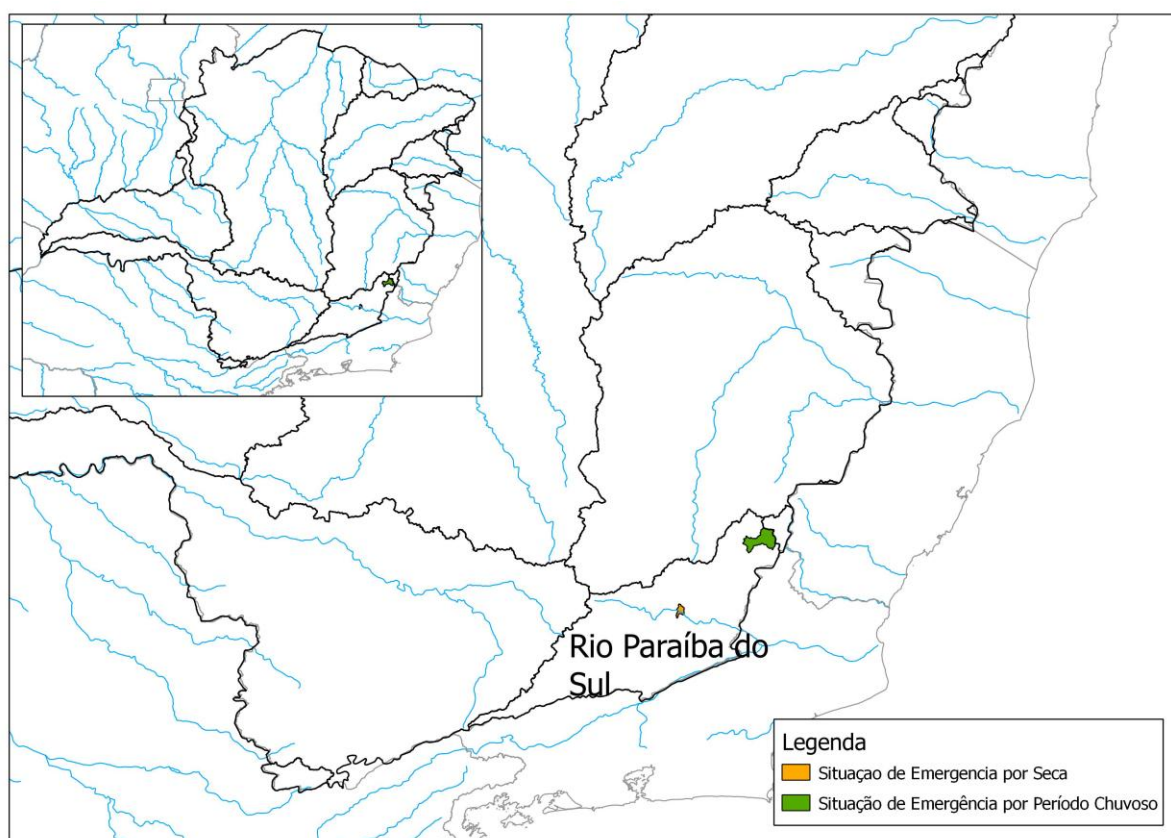 Rio Paraíba do
Sul
Legenda
Situaçao de Emergencia por Seca
Situação de Emergência por Período Chuvoso